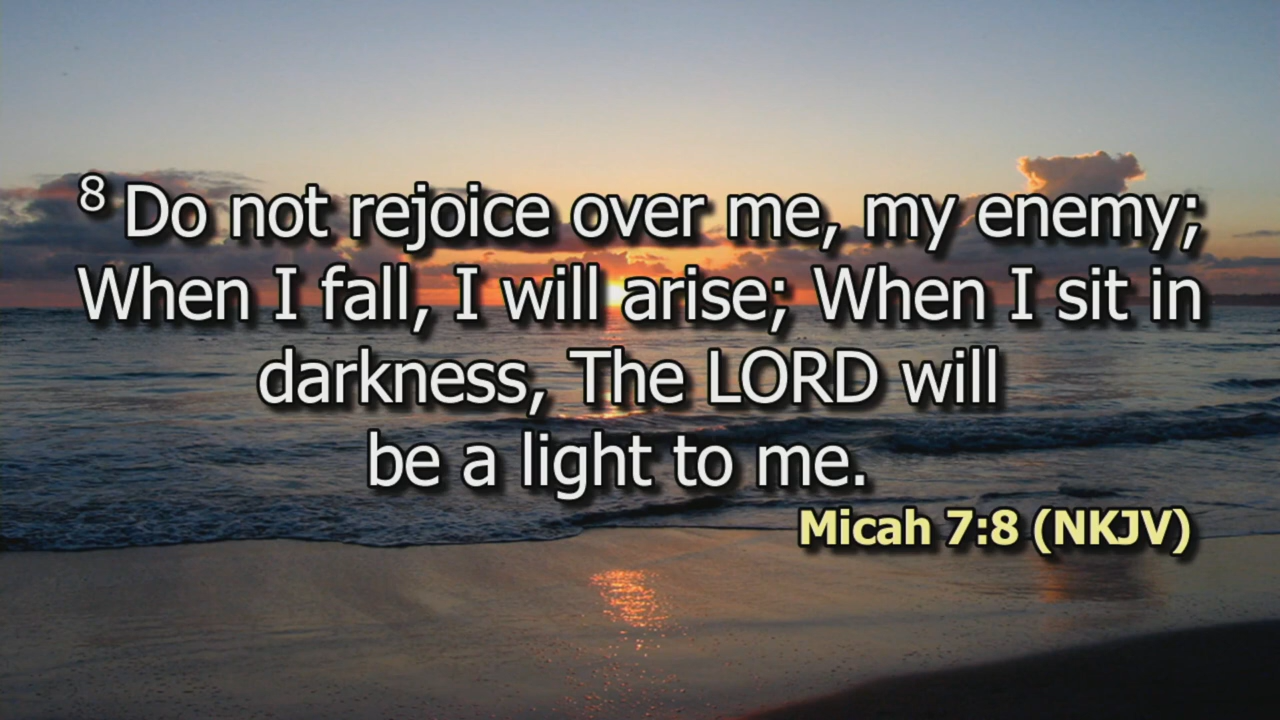 8 Do not rejoice over me, my enemy;
When I fall, I will arise; When I sit in
darkness, The LORD will
be a light to me.
Micah 7:8 (NKJV)